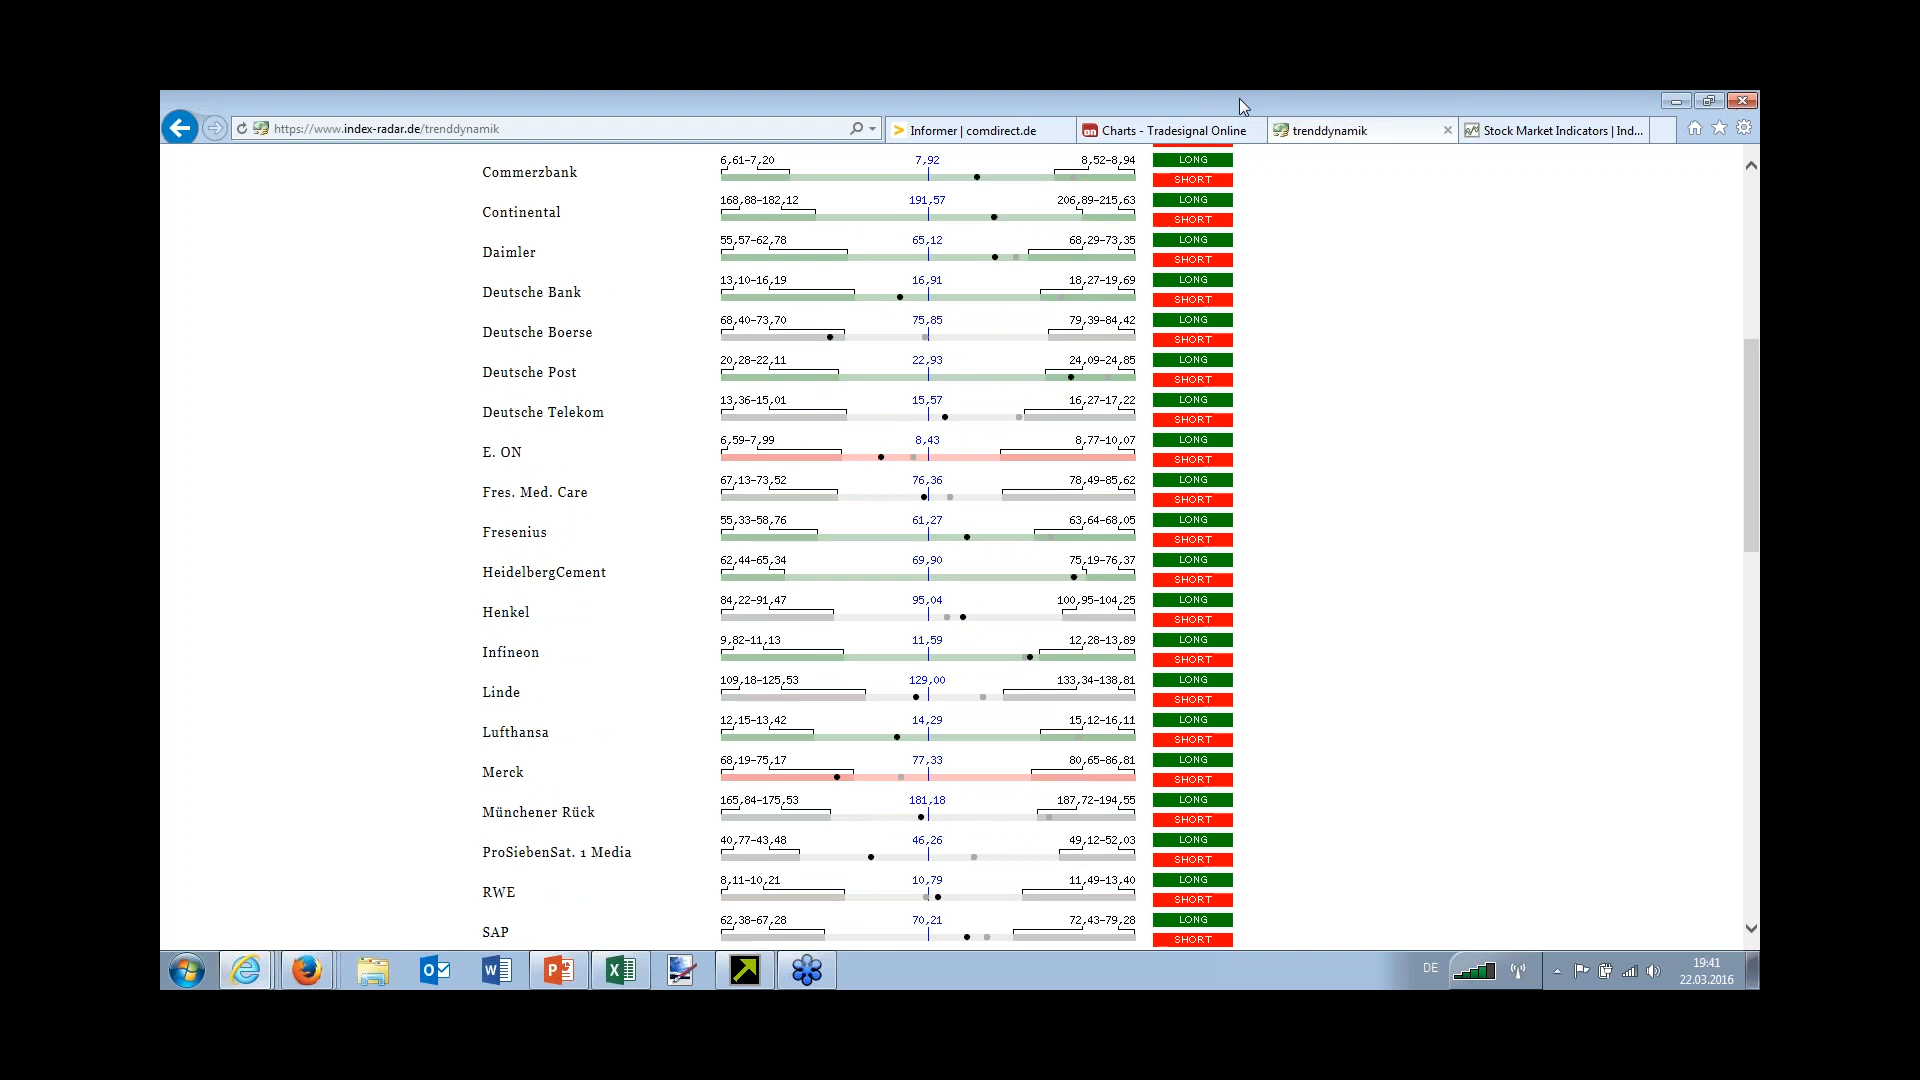 https://www.index-radar.de/trenddynamik
Informer | comdirect.de
on Charts - Tradesignal Online
trenddynamik
Stock Market Indicators | Ind...
Commerzbank 6,61-7,20 7,92 8,52-8,94 LONG
SHORT
Continental 168,88-182,12 191,57 206,89-215,63 LONG
SHORT
Daimler 55,57-62,78 65,12 68,29-73,35 LONG
SHORT
Deutsche Bank 13,10-16,19 16,91 18,27-19,69 LONG
SHORT
Deutsche Boerse 68,40-73,70 75,85 79,39-84,42 LONG
SHORT
Deutsche Post 20,28-22,11 22,93 24,09-24,85 LONG
SHORT
Deutsche Telekom 13,36-15,01 15,57 16,27-17,22 LONG
SHORT
E. ON 6,59-7,99 8,43 8,77-10,07 LONG
SHORT
Fres. Med. Care 67,13-73,52 76,36 78,49-85,62 LONG
SHORT
Fresenius 55,33-58,76 61,27 63,64-68,05 LONG
SHORT
HeidelbergCement 62,44-65,34 69,90 75,19-76,37 LONG
SHORT
Henkel 84,22-91,47 95,04 100,95-104,25 LONG
SHORT
Infineon 9,82-11,13 11,59 12,28-13,89 LONG
SHORT
Linde 109,18-125,53 129,00 133,34-138,81 LONG
SHORT
Lufthansa 12,15-13,42 14,29 15,12-16,11 LONG
SHORT
Merck 68,19-75,17 77,33 80,65-86,81 LONG
SHORT
Münchener Rück 165,84-175,53 181,18 187,72-194,55 LONG
SHORT
ProSiebenSat. 1 Media 40,77-43,48 46,26 49,12-52,03 LONG
SHORT
RWE 8,11-10,21 10,79 11,49-13,40 LONG
SHORT
SAP 62,38-67,28 70,21 72,43-79,28 LONG
SHORT
DE
19:41
22.03.2016